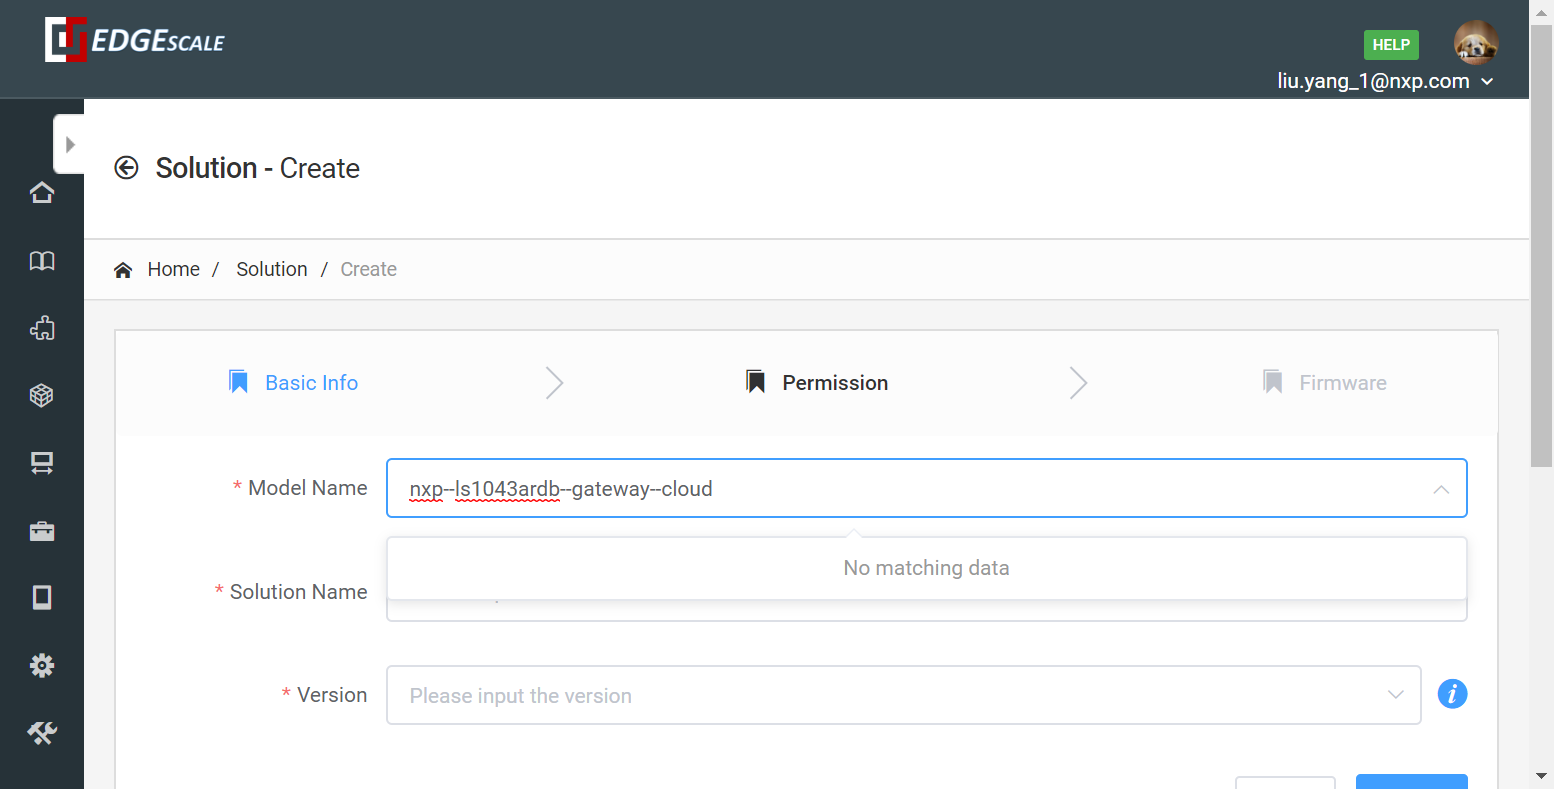 EDGESCALE
HELP
liu.yang_1@nxp.com
Solution - Create
Home / Solution / Create
Basic Info
Permission
Firmware
* Model Name
nxp--ls1043ardb--gateway--cloud
No matching data
* Solution Name
* Version
Please input the version
i